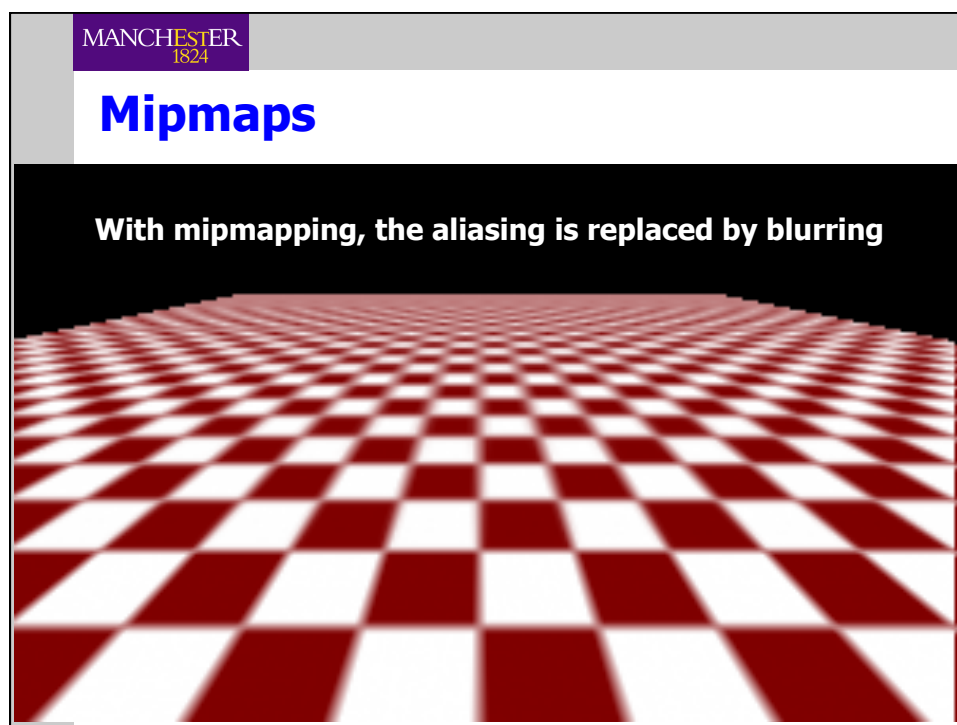 MANCHESTER
1824
Mipmaps
With mipmapping, the aliasing is replaced by blurring